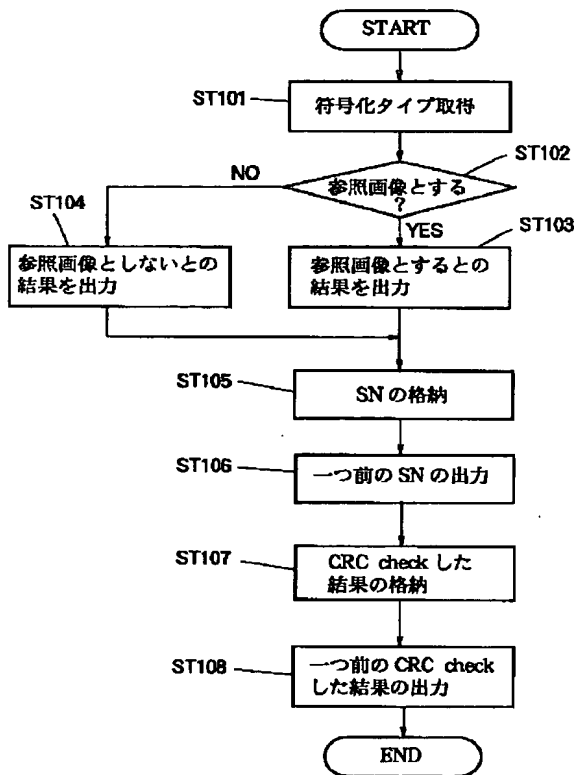 START
ST101
符号化タイプ取得
ST102
参照画像とする
?
NO
YES
ST104
ST103
参照画像としないとの
結果を出力
参照画像とするとの
結果を出力
ST105
SNの格納
ST106
一つ前の SN の出力
ST107
CRC check した
結果の格納
ST108
一つ前の CRC check
した結果の出力
END